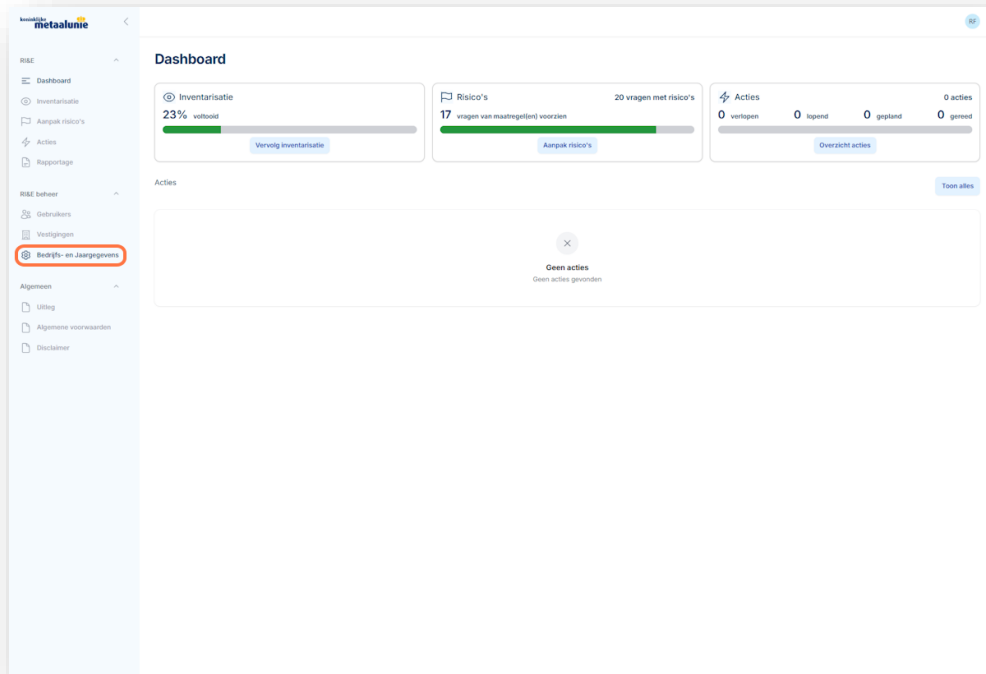 koninklijke
metaalunie
RF
RI&E
Dashboard
Inventarisatie
Aanpak risico's
Acties
Rapportage
RI&E beheer
Gebruikers
Vestigingen
Bedrijfs- en Jaargegevens
Algemeen
Uitleg
Algemene voorwaarden
Disclaimer
Dashboard
Inventarisatie
23% voltooid
Vervolg inventarisatie
Risico's 20 vragen met risico's
17 vragen van maatregel(en) voorzien
Aanpak risico's
Acties 0 acties
0 verlopen 0 lopend 0 gepland 0 gereed
Overzicht acties
Acties
Toon alles
Geen acties
Geen acties gevonden